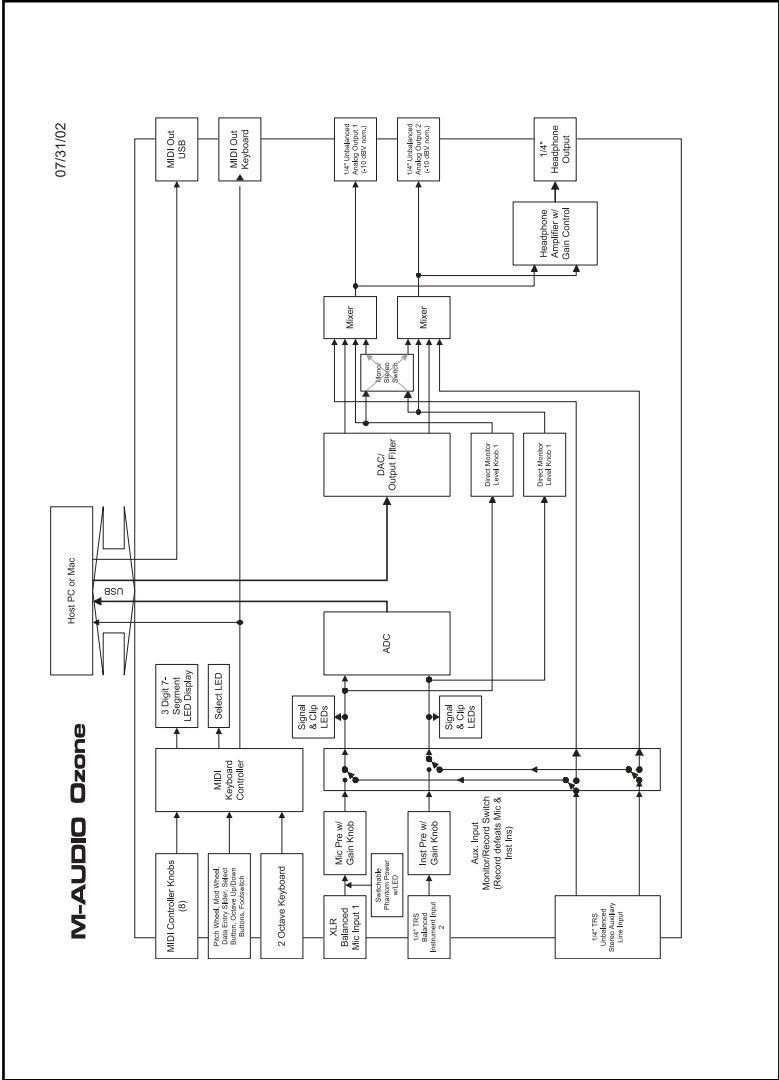 07/31/02
M-AUDIO Ozone
Host PC or Mac
USB
MIDI Controller Knobs
(8)
Pitch Wheel, Mod Wheel,
Data Entry Slider, Select
Button, Octave Up/Down
Buttons, Footswitch
2 Octave Keyboard
MIDI
Keyboard
Controller
3 Digit 7-
Segment
LED Display
Select LED
MIDI Out
USB
MIDI Out
Keyboard
XLR
Balanced
Mic Input 1
Switchable
Phantom Power
w/LED
Mic Pre w/
Gain Knob
1/4" TRS
Balanced
Instrument Input
2
Inst Pre w/
Gain Knob
Aux. Input
Monitor/Record Switch
(Record defeats Mic &
Inst Ins)
1/4" TRS
Unbalanced
Stereo Auxiliary
Line Input
Signal
& Clip
LEDs
Signal
& Clip
LEDs
ADC
DAC/
Output Filter
Direct Monitor
Level Knob 1
Direct Monitor
Level Knob 1
Mono/
Stereo
Switch
Mixer
Mixer
1/4" Unbalanced
Analog Output 1
(-10 dBV nom.)
1/4" Unbalanced
Analog Output 2
(-10 dBV nom.)
Headphone
Amplifier w/
Gain Control
1/4"
Headphone
Output